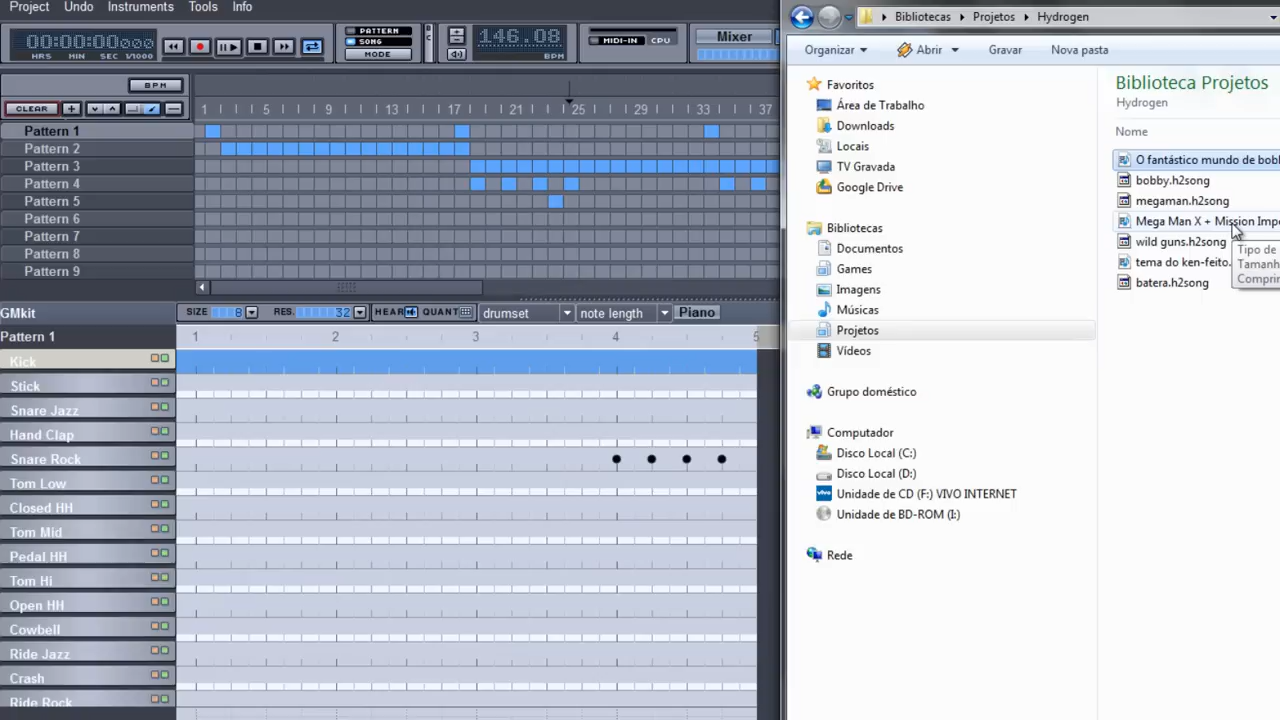 Project Undo Instruments Tools Info
00:00:00:000
HRS MIN SEC 1/1000
PATTERN
SONG
MODE
146.08
BPM
MIDI-IN CPU
Mixer
BPM
CLEAR
1 5 9 13 17 21 25 29 33 37
Pattern 1
Pattern 2
Pattern 3
Pattern 4
Pattern 5
Pattern 6
Pattern 7
Pattern 8
Pattern 9
GMkit
SIZE 8 RES. 32 HEAR QUANT drumset note length Piano
Pattern 1
1 2 3 4 5
Kick
Stick
Snare Jazz
Hand Clap
Snare Rock
Tom Low
Closed HH
Tom Mid
Pedal HH
Tom Hi
Open HH
Cowbell
Ride Jazz
Crash
Ride Rock
Bibliotecas Projetos Hydrogen
Organizar Abrir Gravar Nova pasta
Favoritos
Área de Trabalho
Downloads
Locais
TV Gravada
Google Drive
Bibliotecas
Documentos
Games
Imagens
Músicas
Projetos
Vídeos
Grupo doméstico
Computador
Disco Local (C:)
Disco Local (D:)
vivo Unidade de CD (F:) VIVO INTERNET
Unidade de BD-ROM (I:)
Rede
Biblioteca Projetos
Hydrogen
Nome
O fantástico mundo de bobb
bobby.h2song
megaman.h2song
Mega Man X + Mission Impo
wild guns.h2song
tema do ken-feito.
batera.h2song
Tipo de
Tamanh
Comprin